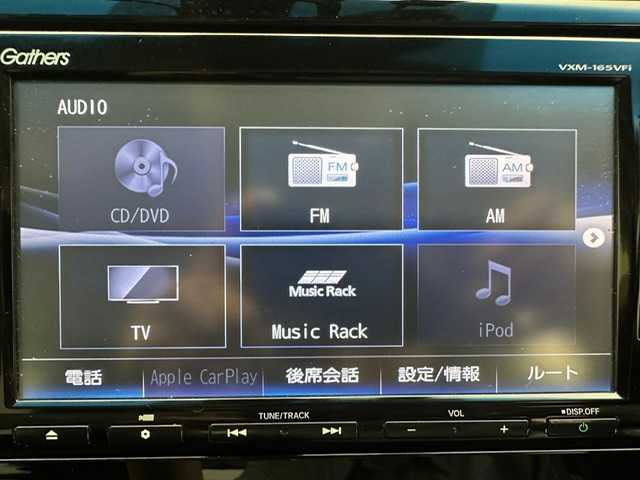 Gathers
VXM-165VFi
AUDIO
CD/DVD
FM
FM
AM
AM
TV
Music Rack
Music Rack
iPod
電話
Apple CarPlay
後席会話
設定/情報
ルート
TUNE/TRACK
VOL
DISP.OFF